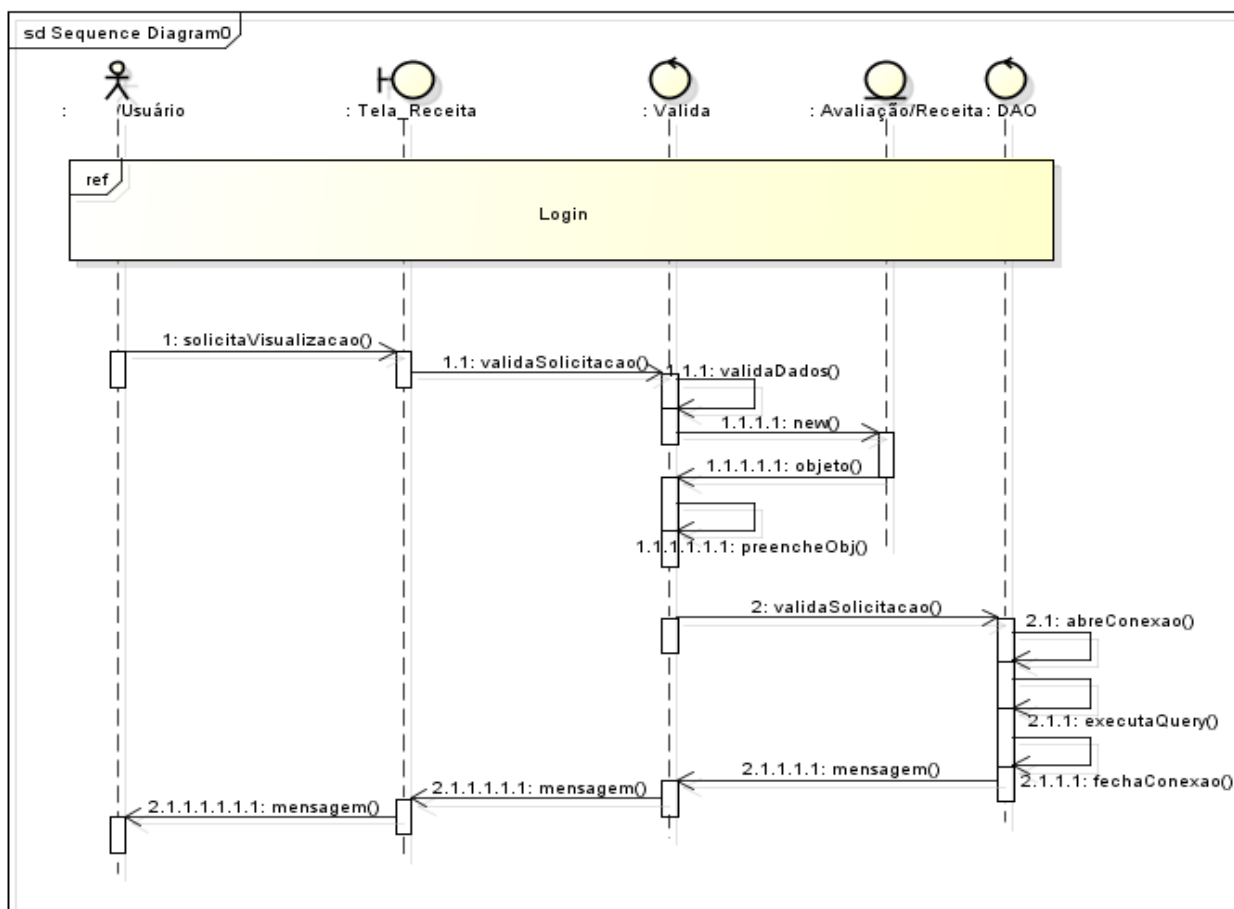 sd Sequence Diagram0
: /Usuário
: Tela_Receita
: Valida
: Avaliação/Receita
: DAO
ref
Login
1: solicitaVisualizacao()
1.1: validaSolicitacao()
1.1.1: validaDados()
1.1.1.1: new()
1.1.1.1.1: objeto()
1.1.1.1.1.1: preencheObj()
2: validaSolicitacao()
2.1: abreConexao()
2.1.1: executaQuery()
2.1.1.1: fechaConexao()
2.1.1.1.1: mensagem()
2.1.1.1.1.1: mensagem()
2.1.1.1.1.1.1: mensagem()